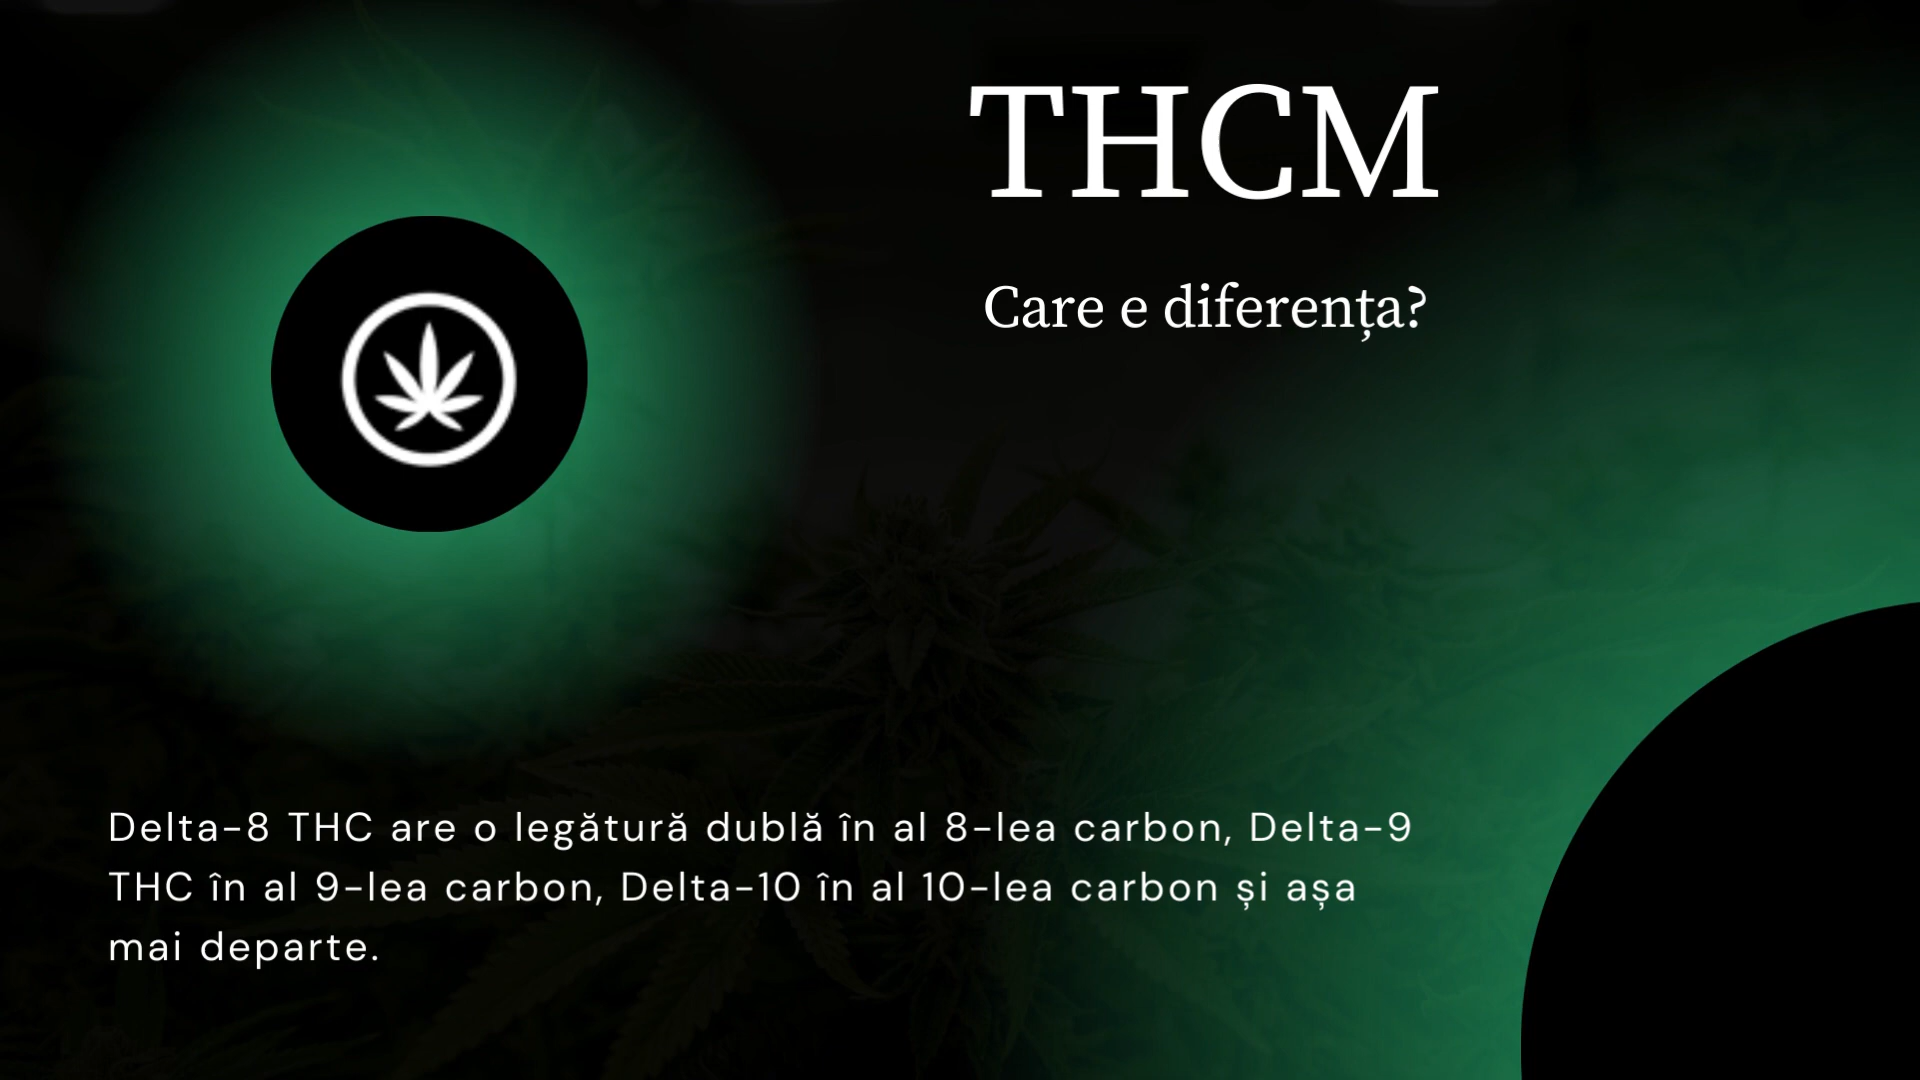 THCM
Care e diferența?
Delta-8 THC are o legătură dublă în al 8-lea carbon, Delta-9
THC în al 9-lea carbon, Delta-10 în al 10-lea carbon și așa
mai departe.